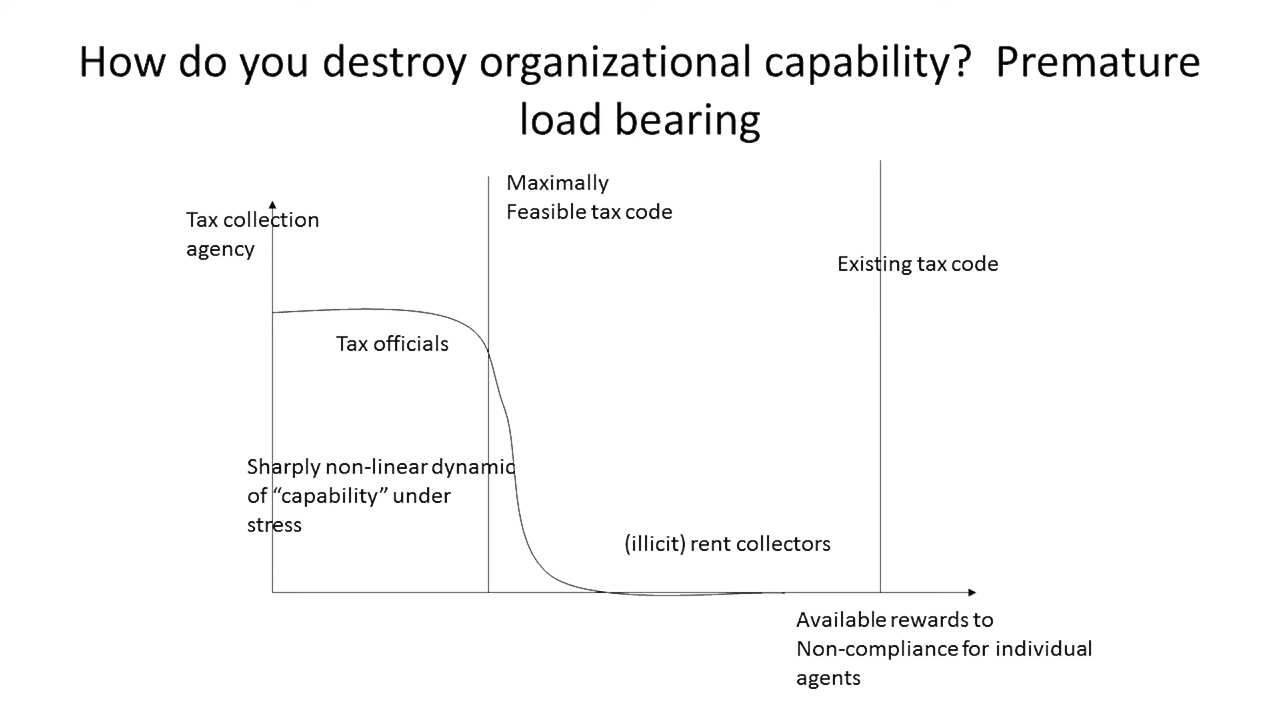 How do you destroy organizational capability?  Premature
load bearing
Maximally
Feasible tax code
Tax collection
agency
Existing tax code
Tax officials
Sharply non-linear dynamic
of “capability” under
stress
(illicit) rent collectors
Available rewards to
Non-compliance for individual
agents